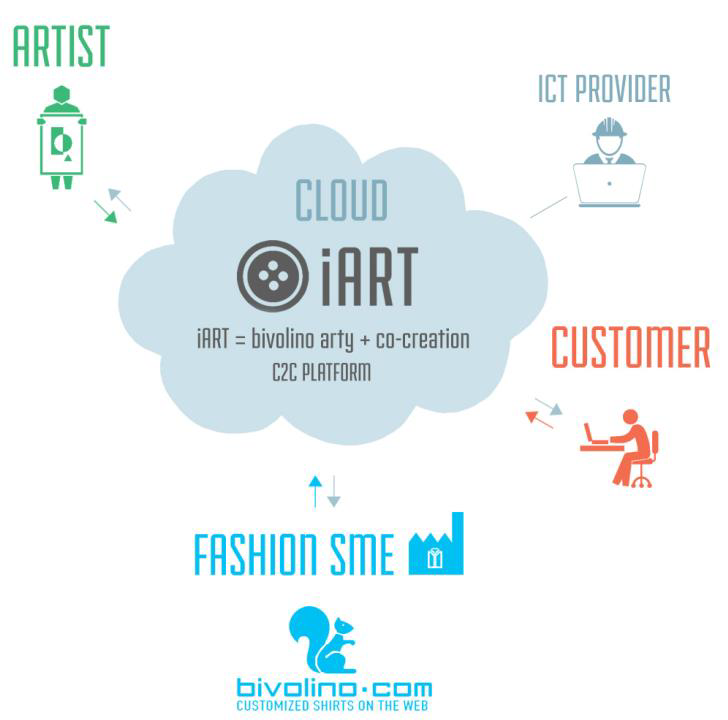 ARTIST
ICT PROVIDER
CLOUD
iART
iART = bivolino arty + co-creation
C2C PLATFORM
CUSTOMER
FASHION SME
bivolino.com
CUSTOMIZED SHIRTS ON THE WEB